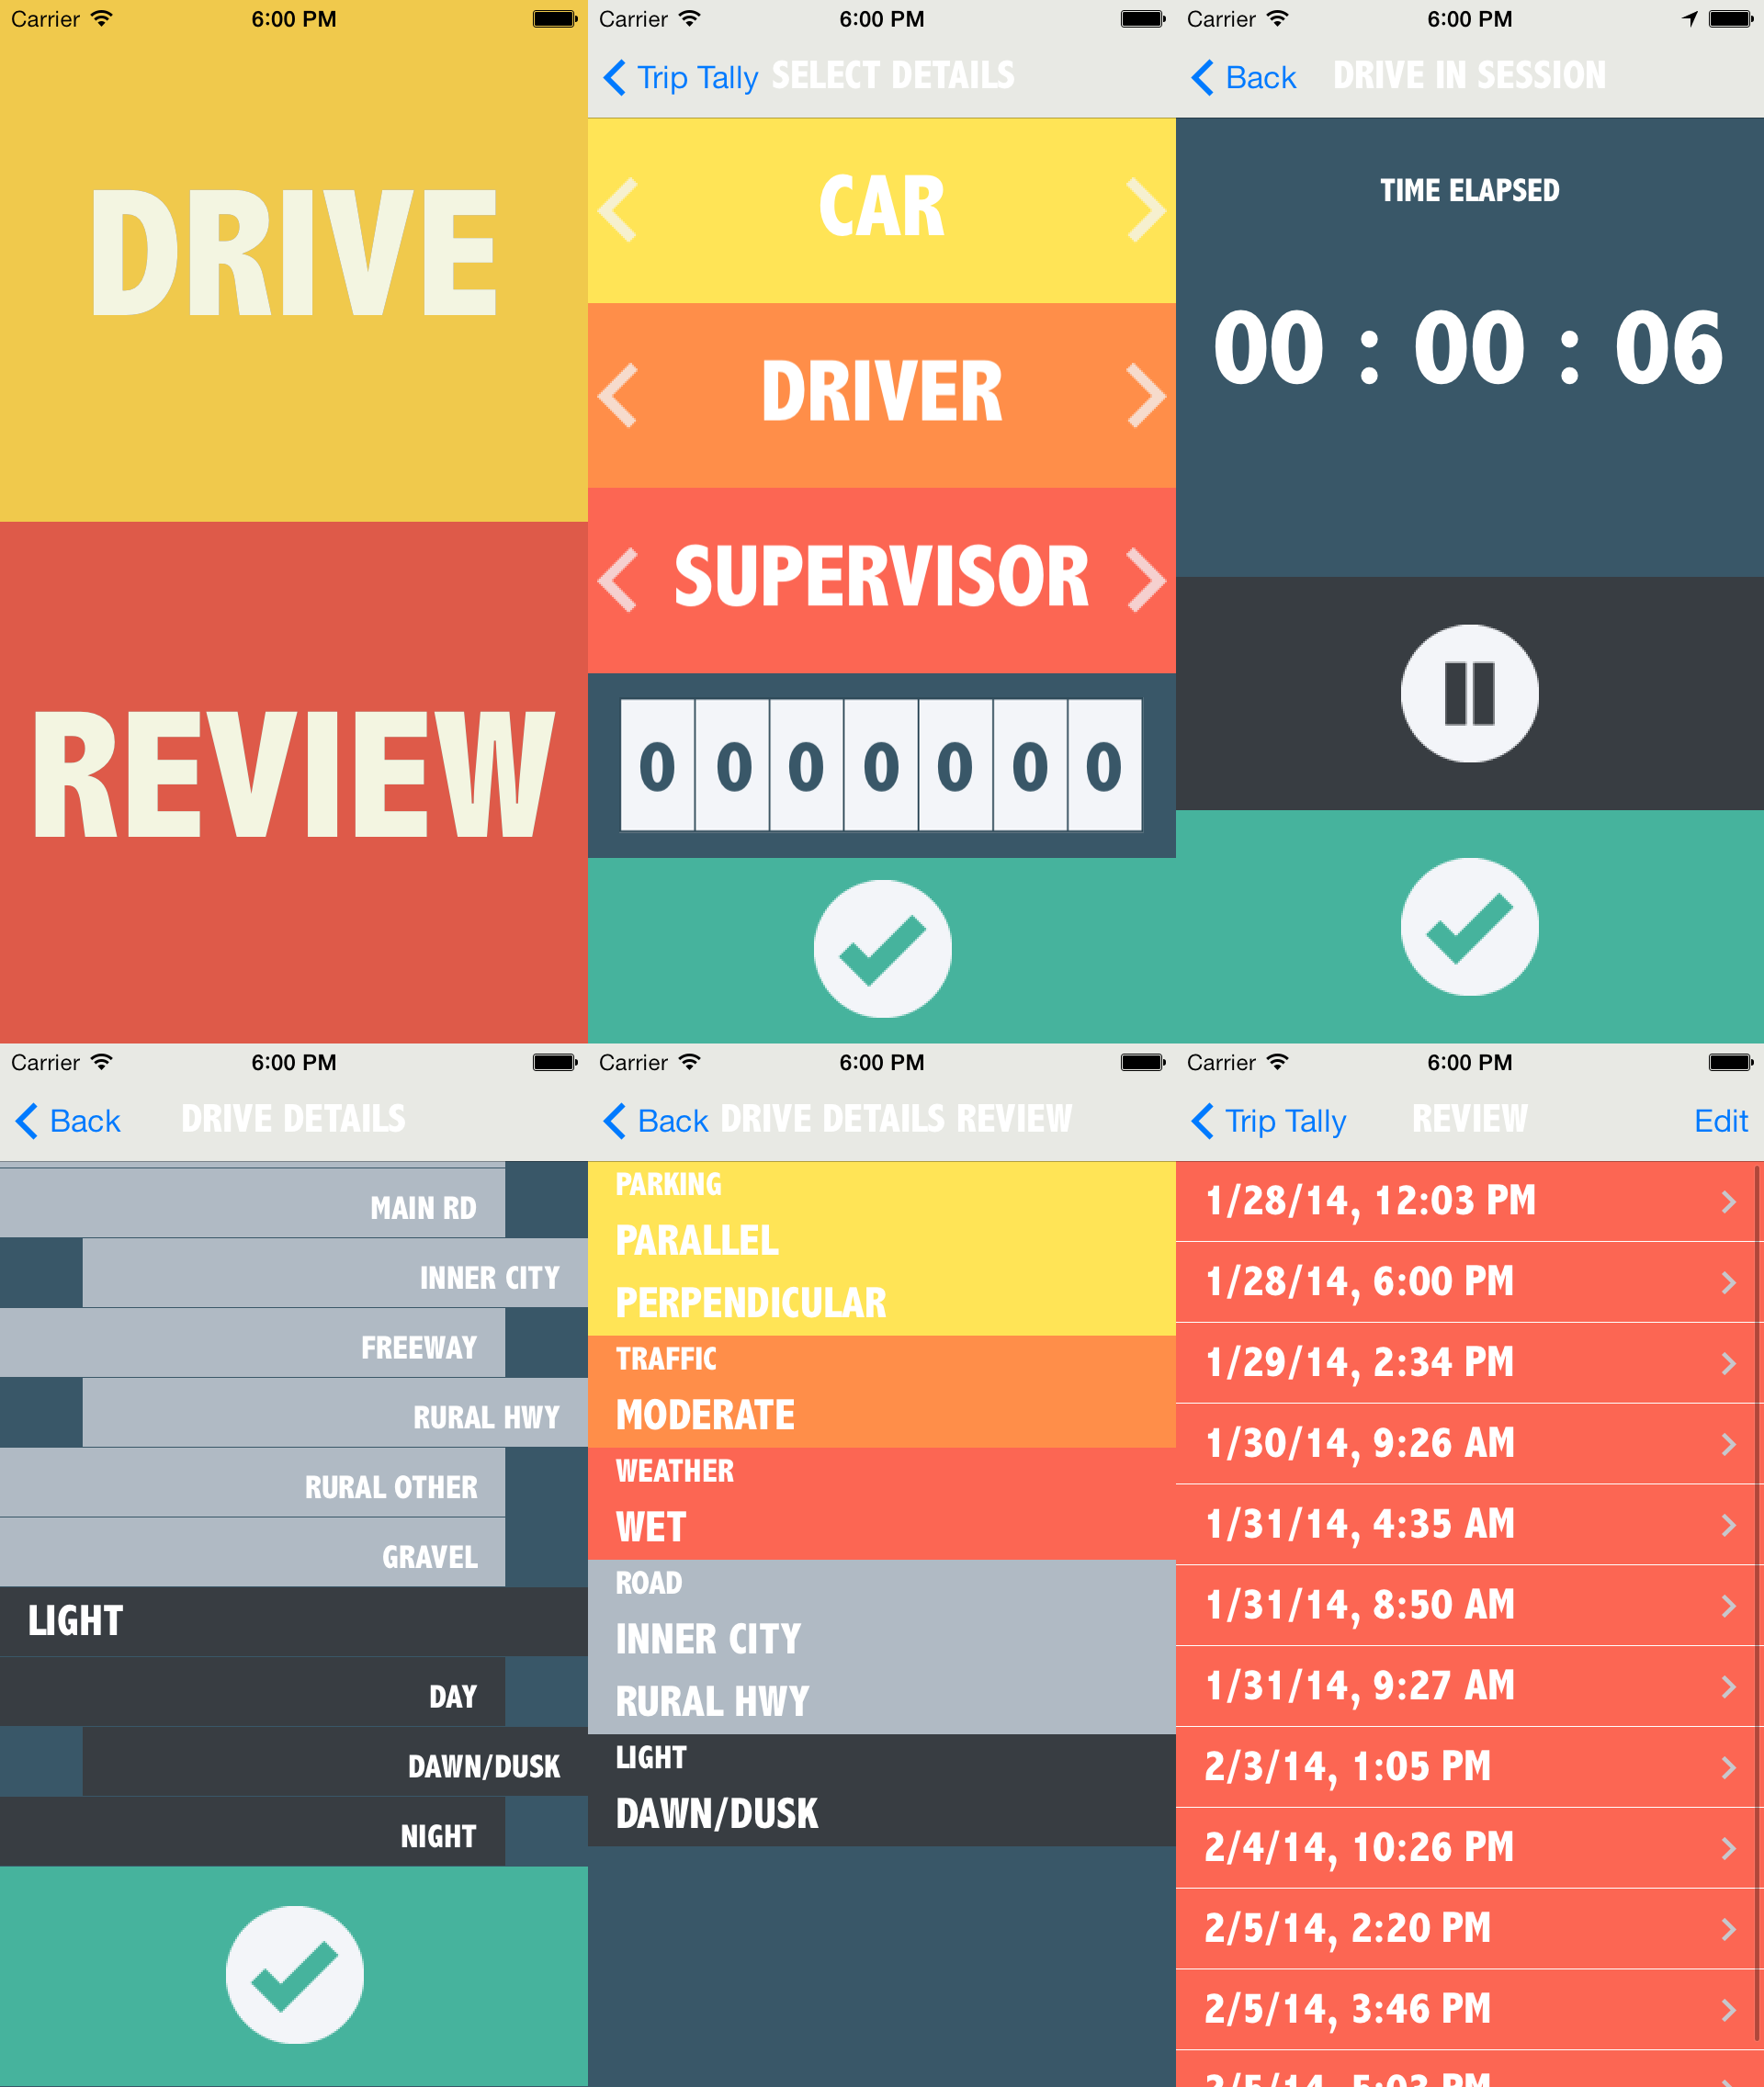 Carrier 6:00 PM
DRIVE
REVIEW
Carrier 6:00 PM
Trip Tally SELECT DETAILS
CAR
DRIVER
SUPERVISOR
0 0 0 0 0 0 0
Carrier 6:00 PM
Back DRIVE IN SESSION
TIME ELAPSED
00 : 00 : 06
Carrier 6:00 PM
Back DRIVE DETAILS
MAIN RD
INNER CITY
FREEWAY
RURAL HWY
RURAL OTHER
GRAVEL
LIGHT
DAY
DAWN/DUSK
NIGHT
Carrier 6:00 PM
Back DRIVE DETAILS REVIEW
PARKING
PARALLEL
PERPENDICULAR
TRAFFIC
MODERATE
WEATHER
WET
ROAD
INNER CITY
RURAL HWY
LIGHT
DAWN/DUSK
Carrier 6:00 PM
Trip Tally REVIEW Edit
1/28/14, 12:03 PM
1/28/14, 6:00 PM
1/29/14, 2:34 PM
1/30/14, 9:26 AM
1/31/14, 4:35 AM
1/31/14, 8:50 AM
1/31/14, 9:27 AM
2/3/14, 1:05 PM
2/4/14, 10:26 PM
2/5/14, 2:20 PM
2/5/14, 3:46 PM
2/5/14, 5:03 PM